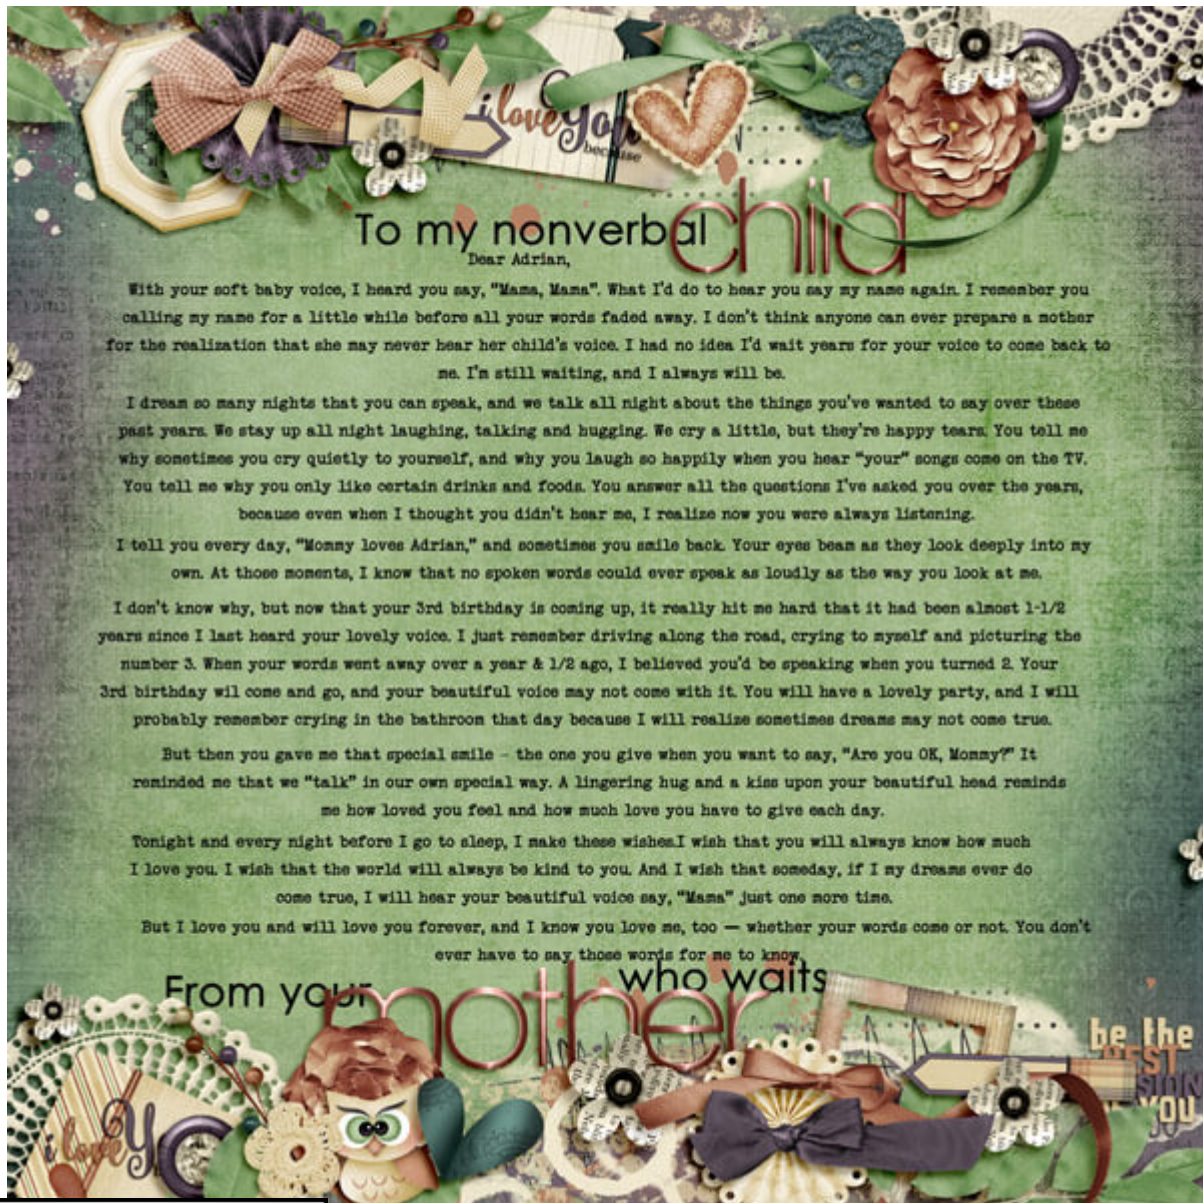 i love you
because
To my nonverbal child
Dear Adrian,
With your soft baby voice, I heard you say, "Mama, Mama". What I'd do to hear you say my name again. I remember you
calling my name for a little while before all your words faded away. I don't think anyone can ever prepare a mother
for the realization that she may never hear her child's voice. I had no idea I'd wait years for your voice to come back to
me. I'm still waiting, and I always will be.
I dream so many nights that you can speak, and we talk all night about the things you've wanted to say over these
past years. We stay up all night laughing, talking and hugging. We cry a little, but they're happy tears. You tell me
why sometimes you cry quietly to yourself, and why you laugh so happily when you hear "your" songs come on the TV.
You tell me why you only like certain drinks and foods. You answer all the questions I've asked you over the years,
because even when I thought you didn't hear me, I realize now you were always listening.
I tell you every day, "Mommy loves Adrian," and sometimes you smile back. Your eyes beam as they look deeply into my
own. At those moments, I know that no spoken words could ever speak as loudly as the way you look at me.
I don't know why, but now that your 3rd birthday is coming up, it really hit me hard that it had been almost 1-1/2
years since I last heard your lovely voice. I just remember driving along the road, crying to myself and picturing the
number 3. When your words went away over a year & 1/2 ago, I believed you'd be speaking when you turned 2. Your
3rd birthday wil come and go, and your beautiful voice may not come with it. You will have a lovely party, and I will
probably remember crying in the bathroom that day because I will realize sometimes dreams may not come true.
But then you gave me that special smile – the one you give when you want to say, "Are you OK, Mommy?" It
reminded me that we "talk" in our own special way. A lingering hug and a kiss upon your beautiful head reminds
me how loved you feel and how much love you have to give each day.
Tonight and every night before I go to sleep, I make these wishes.I wish that you will always know how much
I love you. I wish that the world will always be kind to you. And I wish that someday, if I my dreams ever do
come true, I will hear your beautiful voice say, "Mama" just one more time.
But I love you and will love you forever, and I know you love me, too — whether your words come or not. You don't
ever have to say those words for me to know.
From your mother who waits
i love y
be the
BEST
YOU